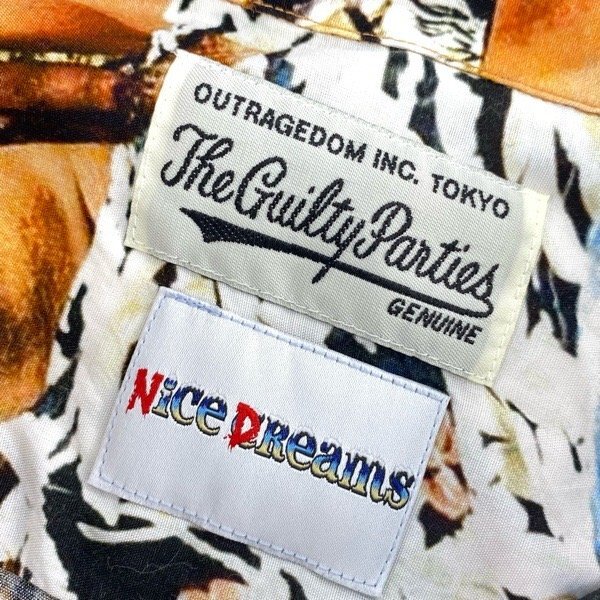 OUTRAGEDOM INC. TOKYO
The Guilty Parties
GENUINE
Nice Dreams